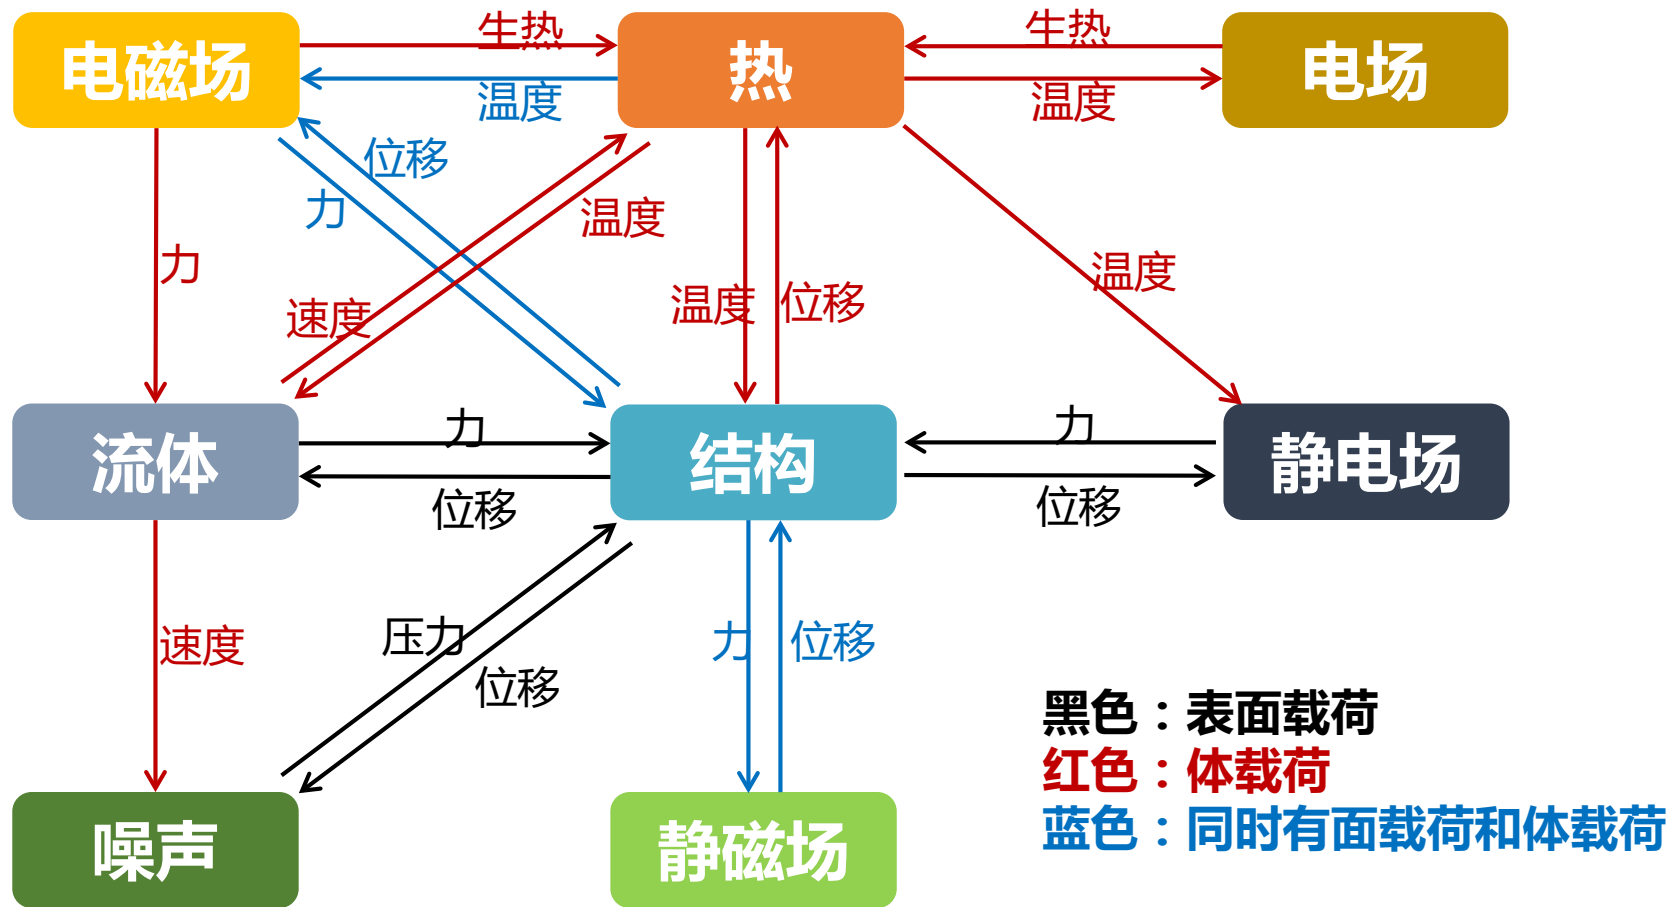 电磁场
生热
热
生热
电场
温度
温度
位移
力
温度
力
温度
速度
温度
位移
流体
力
结构
力
静电场
位移
位移
压力
速度
力
位移
位移
黑色：表面载荷
红色：体载荷
蓝色：同时有面载荷和体载荷
噪声
静磁场